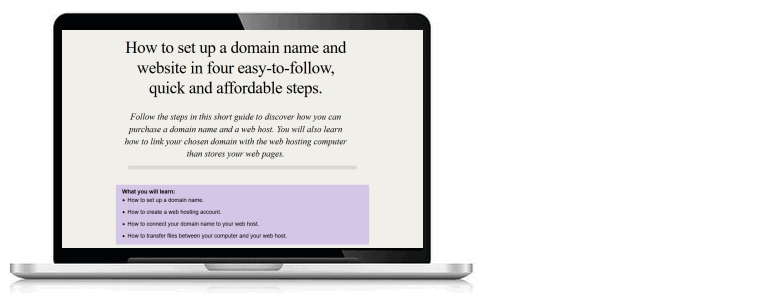 How to set up a domain name and
website in four easy-to-follow,
quick and affordable steps.
Follow the steps in this short guide to discover how you can
purchase a domain name and a web host. You will also learn
how to link your chosen domain with the web hosting computer
than stores your web pages.
What you will learn:
• How to set up a domain name.
• How to create a web hosting account.
• How to connect your domain name to your web host.
• How to transfer files between your computer and your web host.